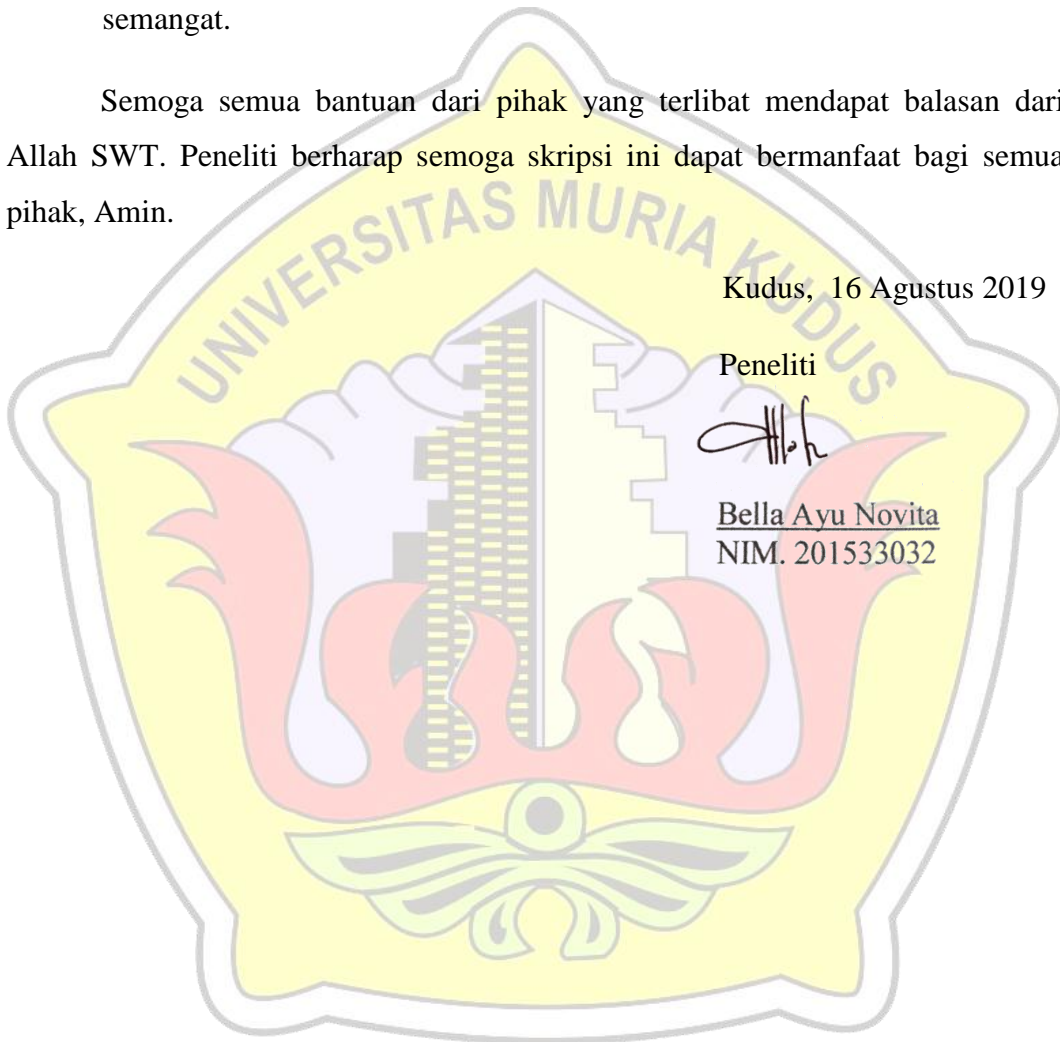 semangat.
Semoga semua bantuan dari pihak yang terlibat mendapat balasan dari
Allah SWT. Peneliti berharap semoga skripsi ini dapat bermanfaat bagi semua
pihak, Amin.
UNIVERSITAS MURIA KUDUS
Kudus, 16 Agustus 2019
Peneliti
Bella Ayu Novita
NIM. 201533032